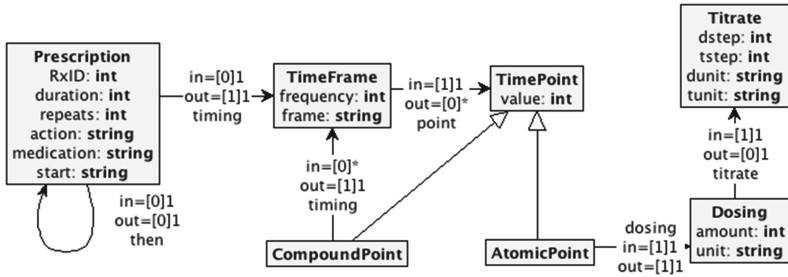 Prescription
RxID: int
duration: int
repeats: int
action: string
medication: string
start: string
in=[0]1
out=[1]1
timing
TimeFrame
frequency: int
frame: string
in=[1]1
out=[0]*
point
TimePoint
value: int
Titrate
dstep: int
tstep: int
dunit: string
tunit: string
in=[0]*
out=[1]1
timing
in=[1]1
out=[0]1
titrate
in=[0]1
out=[0]1
then
CompoundPoint
AtomicPoint
dosing
in=[1]1
out=[1]1
Dosing
amount: int
unit: string